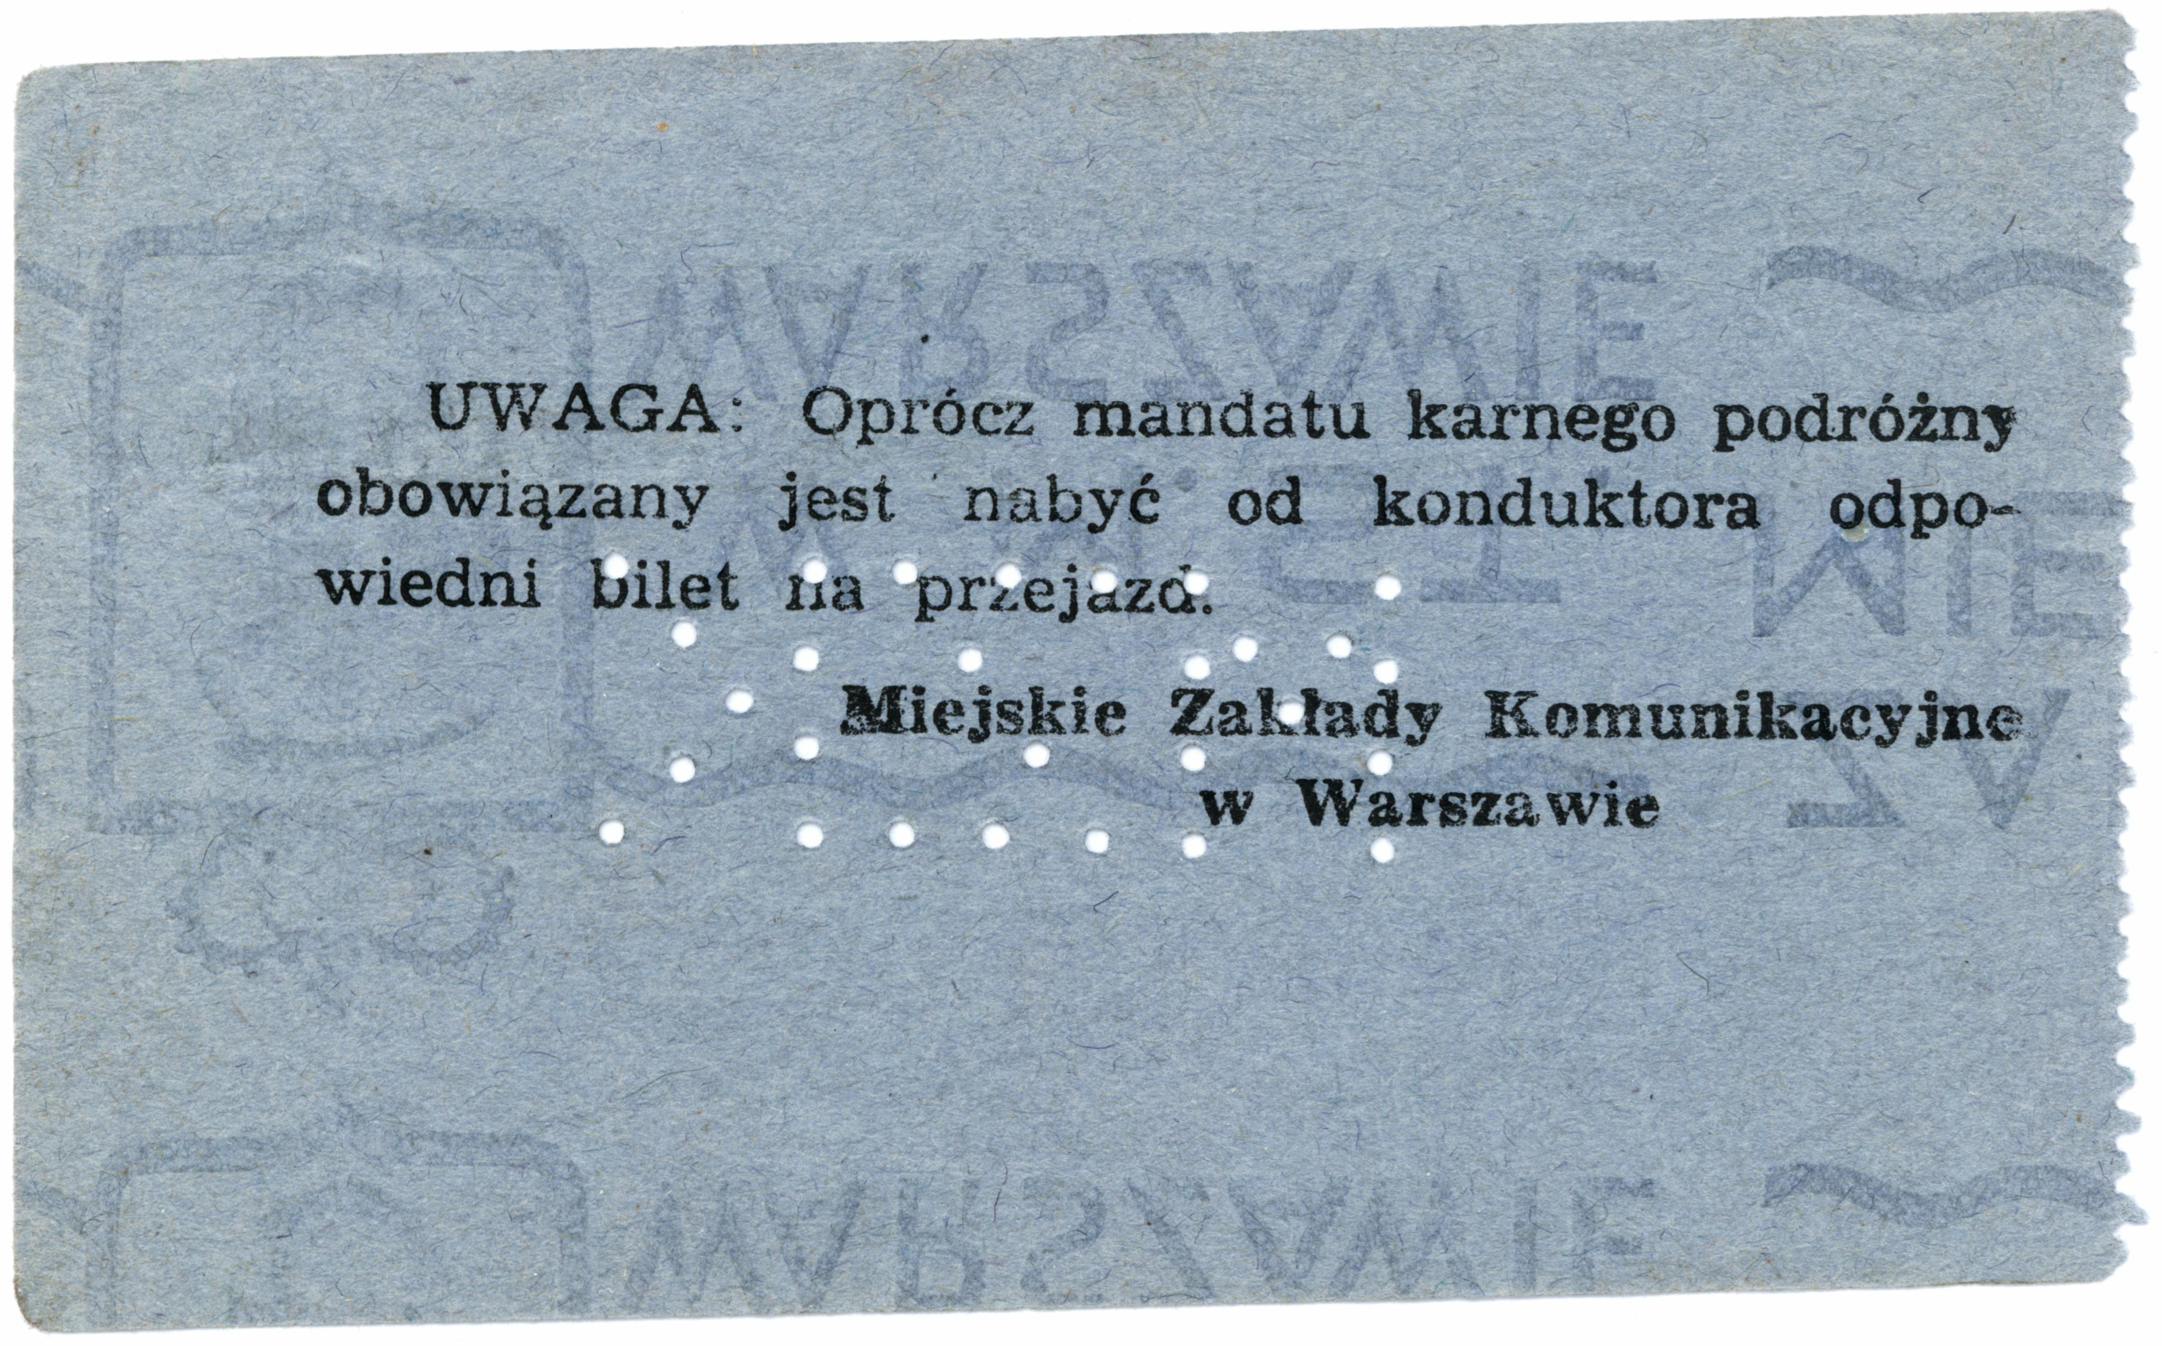 UWAGA: Oprócz mandatu karnego podróżny
obowiązany jest nabyć od konduktora odpo-
wiedni bilet na przejazd.
Miejskie Zakłady Komunikacyjne
w Warszawie